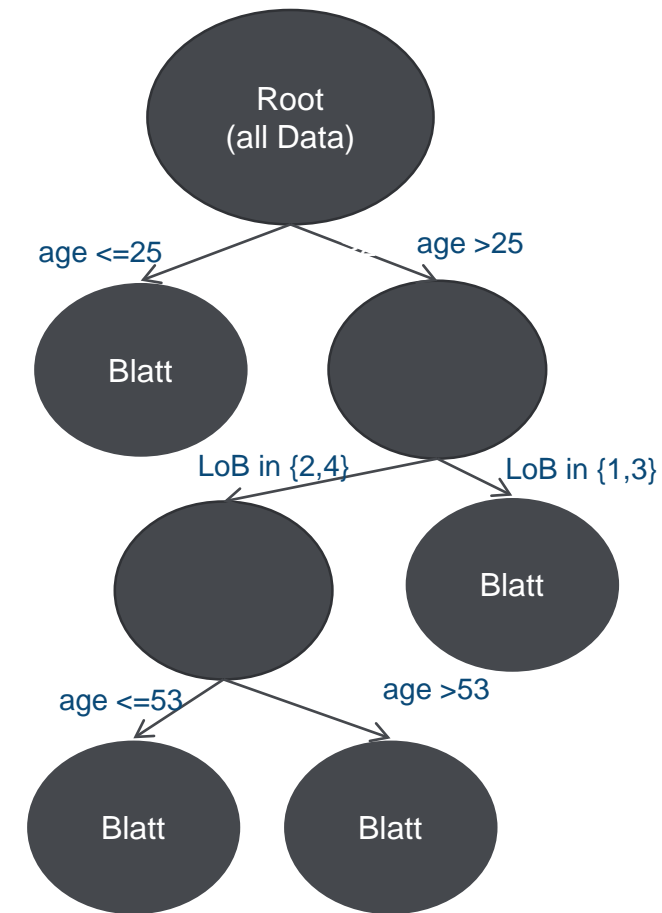 Root
(all Data)
age <=25
age >25
Blatt
LoB in {2,4}
LoB in {1,3}
Blatt
age <=53
age >53
Blatt
Blatt